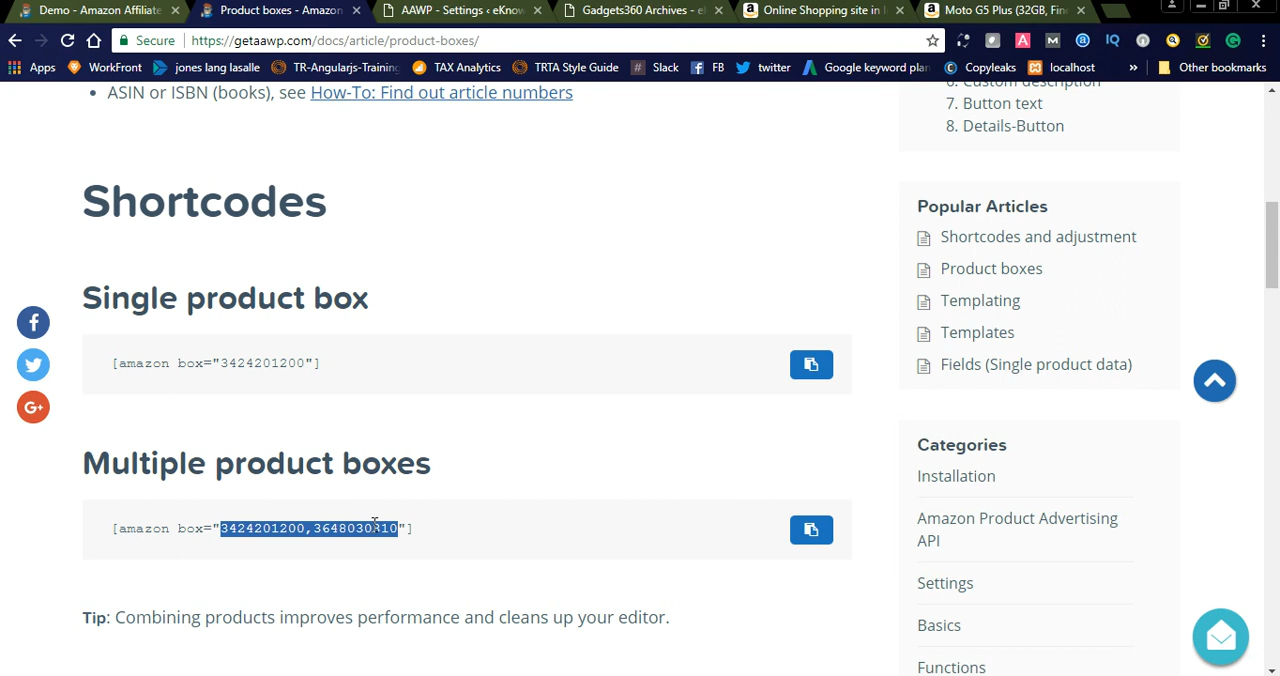 Demo - Amazon Affiliate
Product boxes - Amazon
AAWP - Settings ‹ eKnow
Gadgets360 Archives - e
Online Shopping site in I
Moto G5 Plus (32GB, Fin
Secure
https://getaawp.com/docs/article/product-boxes/
Apps
WorkFront
jones lang lasalle
TR-Angularjs-Training
TAX Analytics
TRTA Style Guide
Slack
FB
twitter
Google keyword plan
Copyleaks
localhost
»
Other bookmarks
• ASIN or ISBN (books), see How-To: Find out article numbers
Shortcodes
Single product box
[amazon box="3424201200"]
Multiple product boxes
[amazon box="3424201200,3648030810"]
Tip: Combining products improves performance and cleans up your editor.
6. Custom description
7. Button text
8. Details-Button
Popular Articles
Shortcodes and adjustment
Product boxes
Templating
Templates
Fields (Single product data)
Categories
Installation
Amazon Product Advertising
API
Settings
Basics
Functions